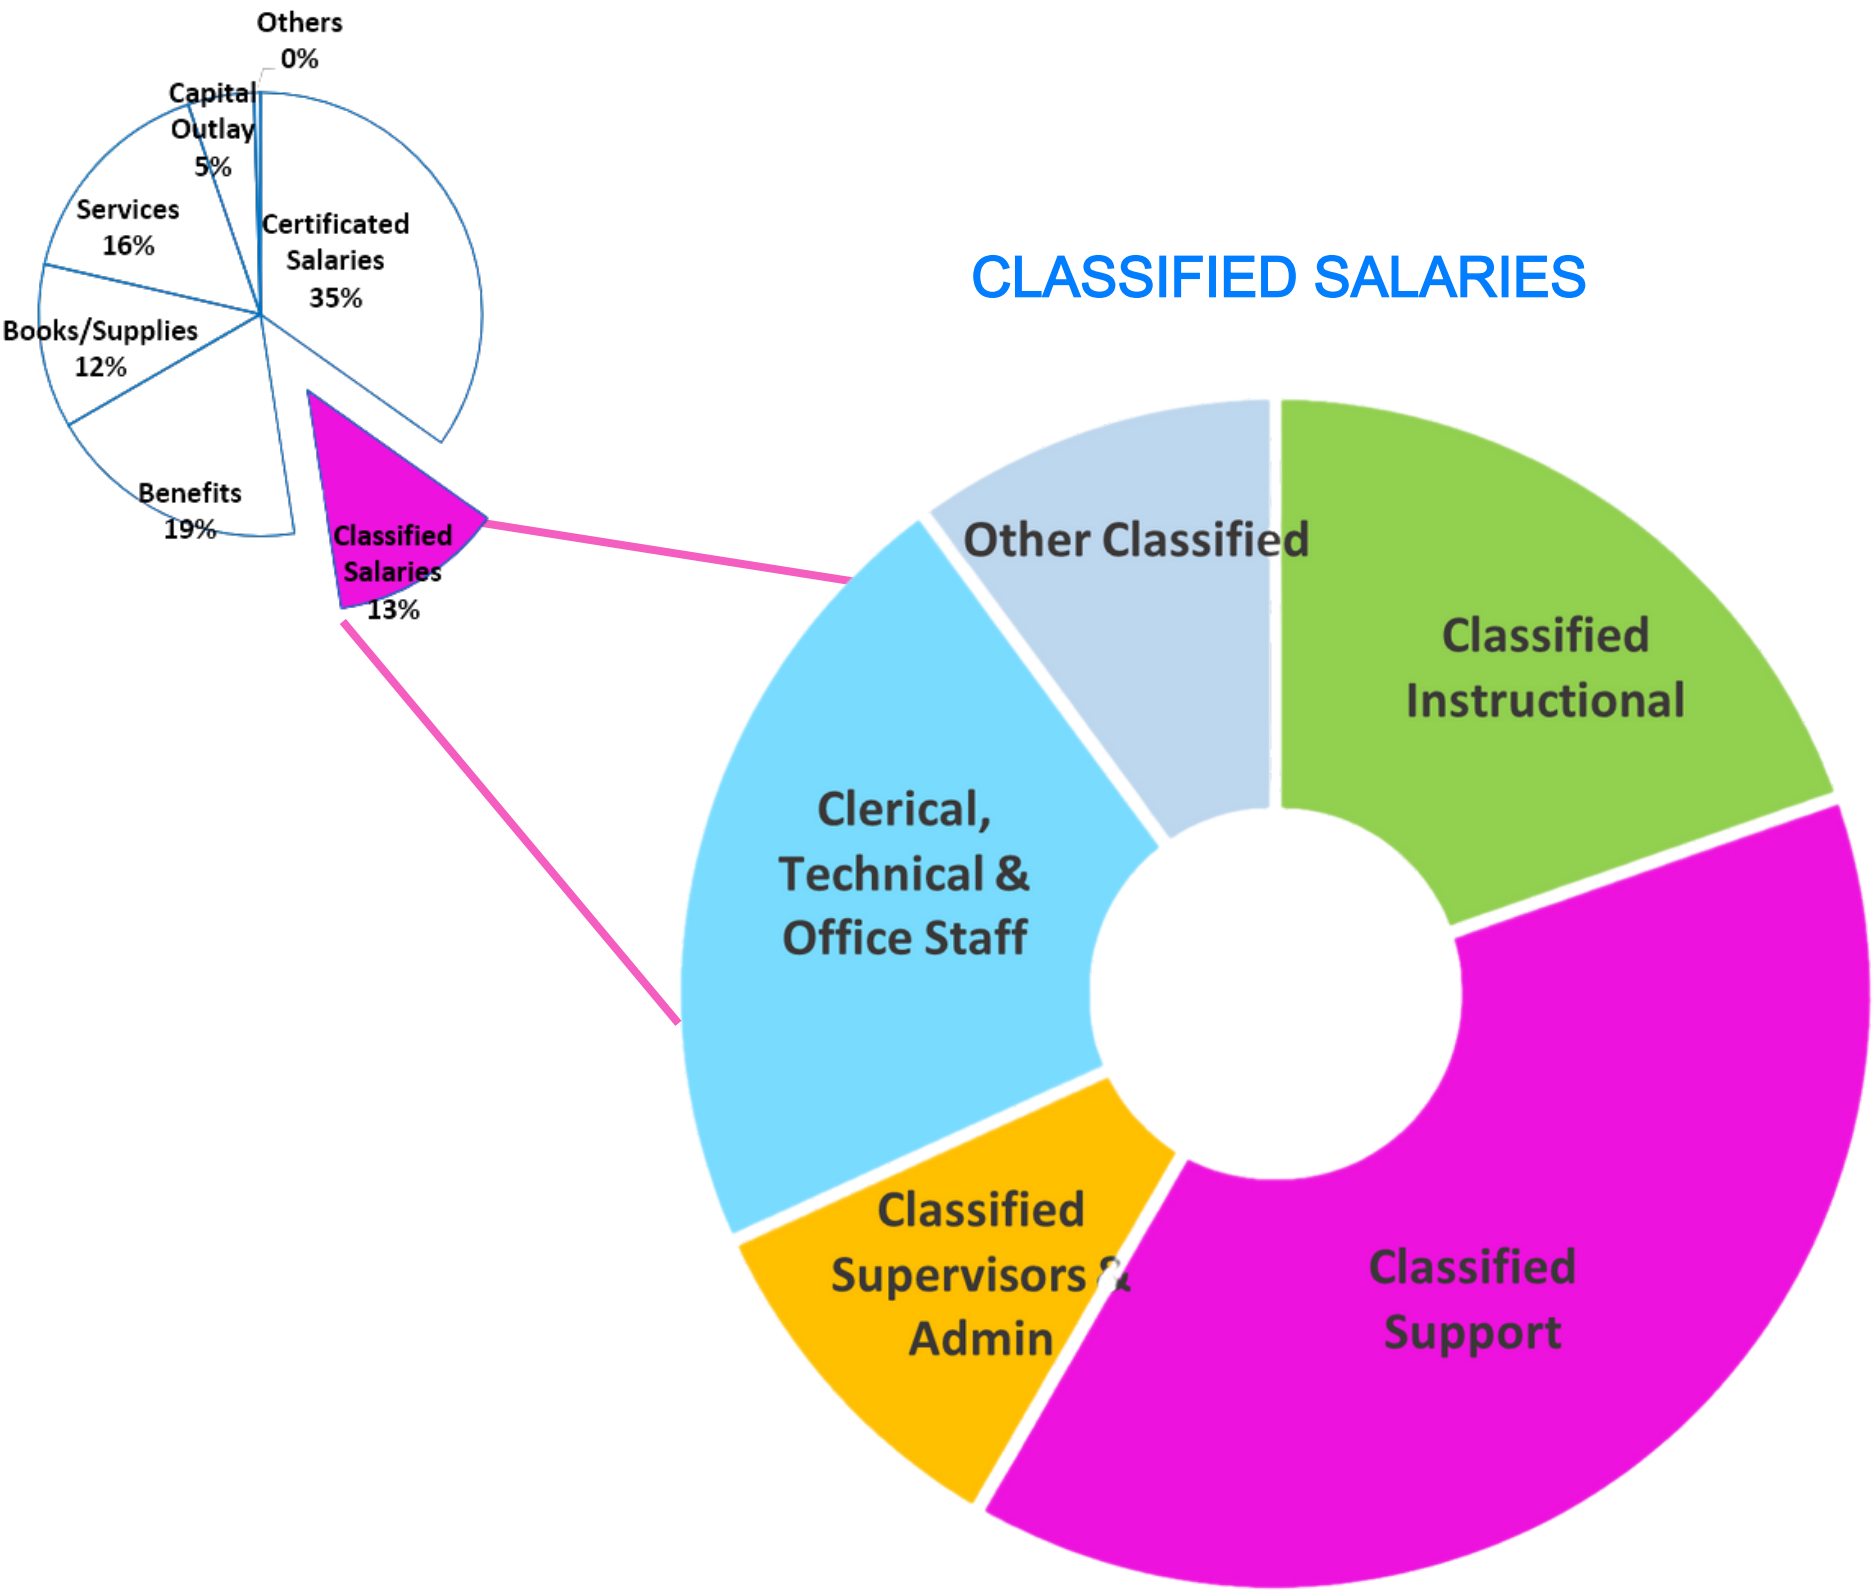 Others
0%
Capital
Outlay
5%
Certificated
Salaries
35%
Services
16%
Books/Supplies
12%
Benefits
19%
Classified
Salaries
13%
CLASSIFIED SALARIES
Other Classified
Classified
Instructional
Clerical,
Technical &
Office Staff
Classified
Supervisors &
Admin
Classified
Support